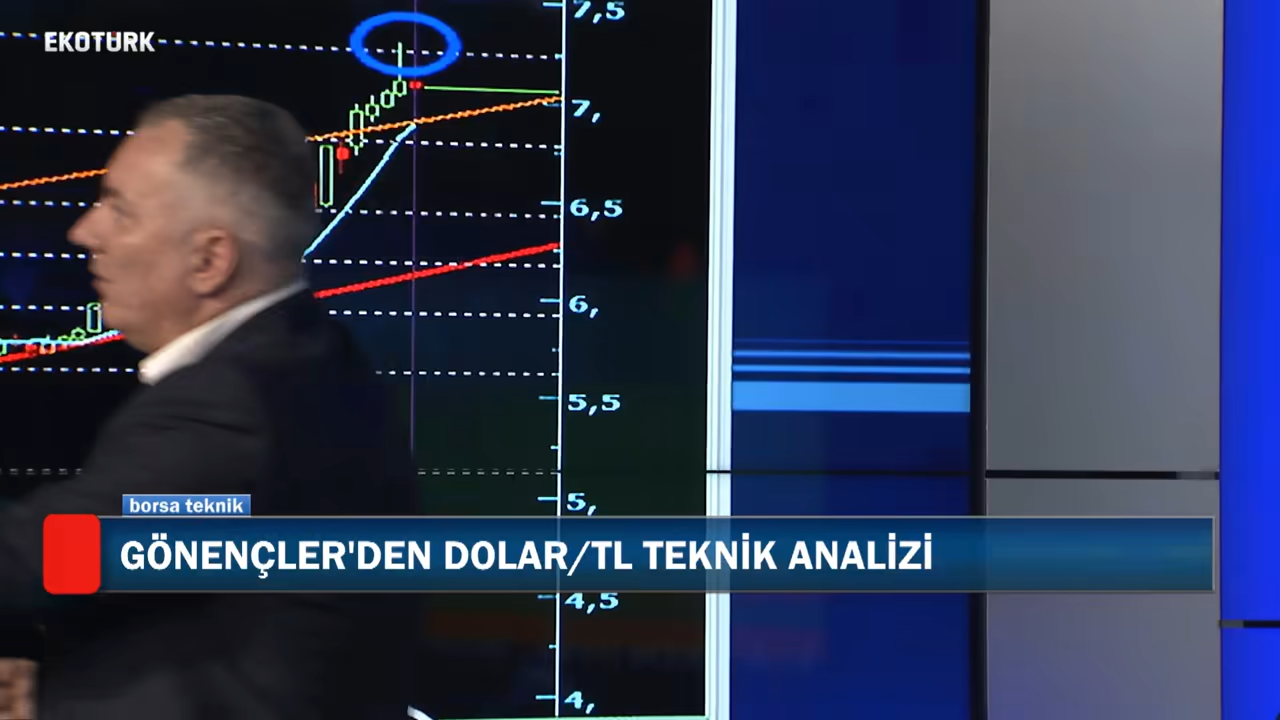 EKOTÜRK
7,5
7,
6,5
6,
5,5
5,
borsa teknik
GÖNENÇLER'DEN DOLAR/TL TEKNİK ANALİZİ
4,5
4,